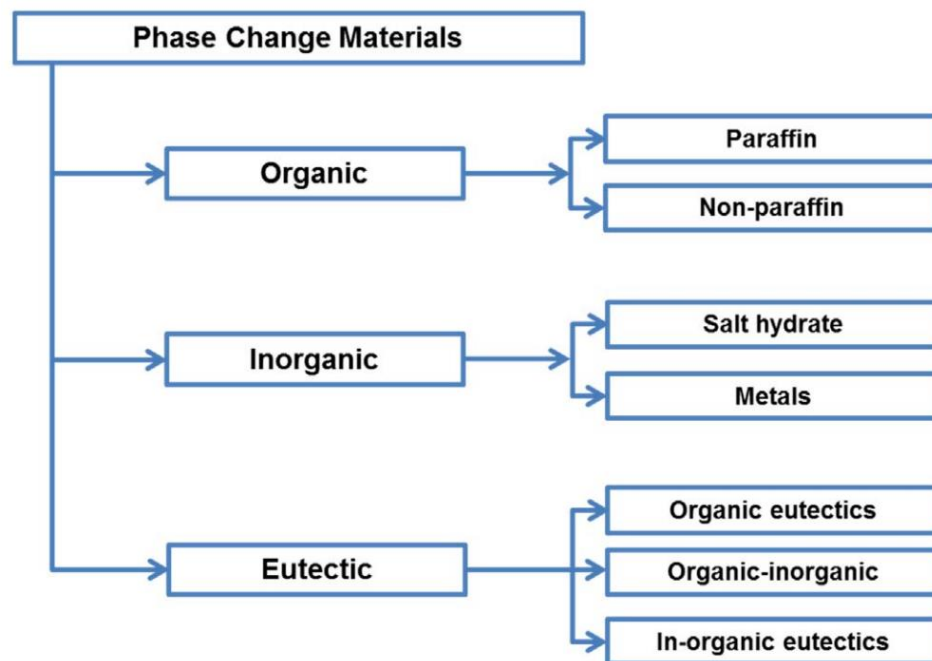 Phase Change Materials
Organic
Paraffin
Non-paraffin
Inorganic
Salt hydrate
Metals
Eutectic
Organic eutectics
Organic-inorganic
In-organic eutectics